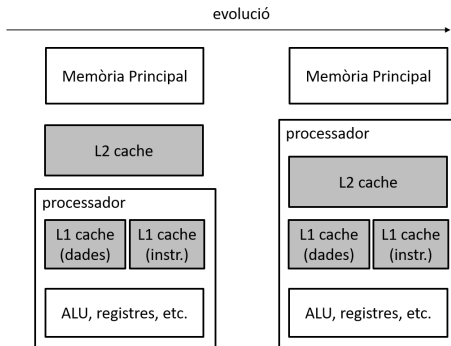 evolució
Memòria Principal
L2 cache
processador
L1 cache
(dades)
L1 cache
(instr.)
ALU, registres, etc.
Memòria Principal
processador
L2 cache
L1 cache
(dades)
L1 cache
(instr.)
ALU, registres, etc.